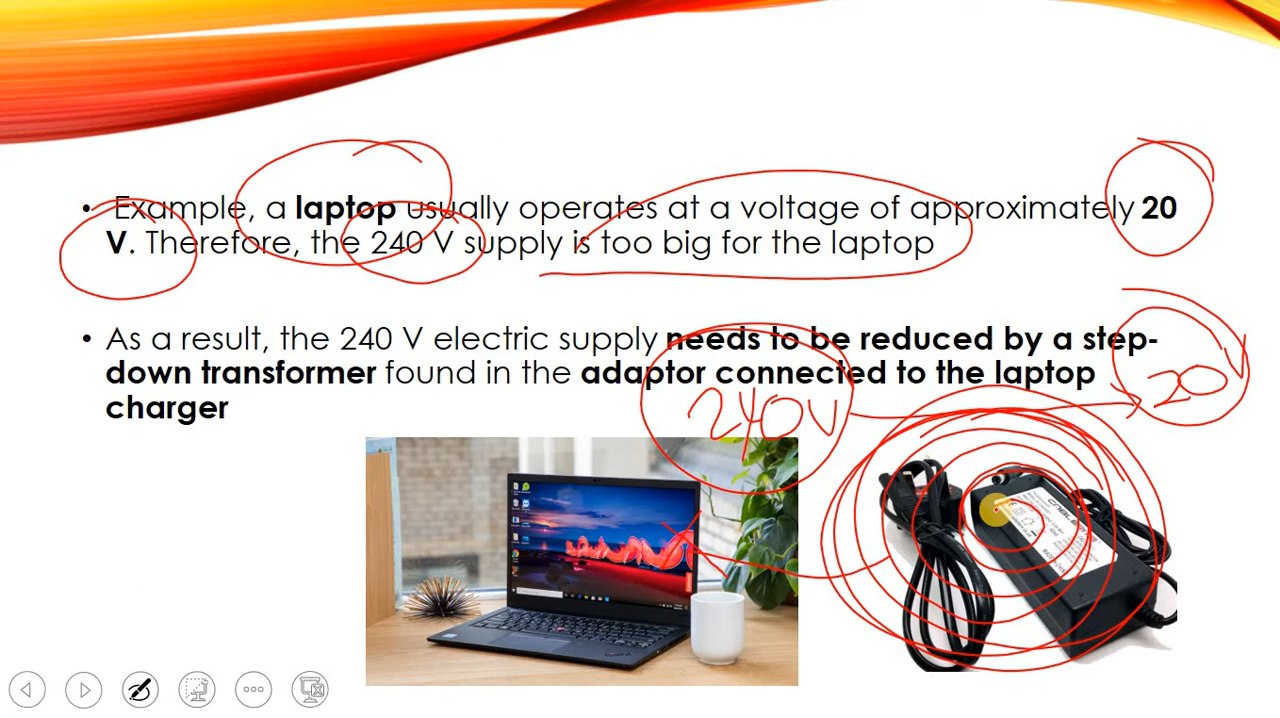 • Example, a laptop usually operates at a voltage of approximately 20
V. Therefore, the 240 V supply is too big for the laptop
• As a result, the 240 V electric supply needs to be reduced by a step-
down transformer found in the adaptor connected to the laptop
charger
240V
20V